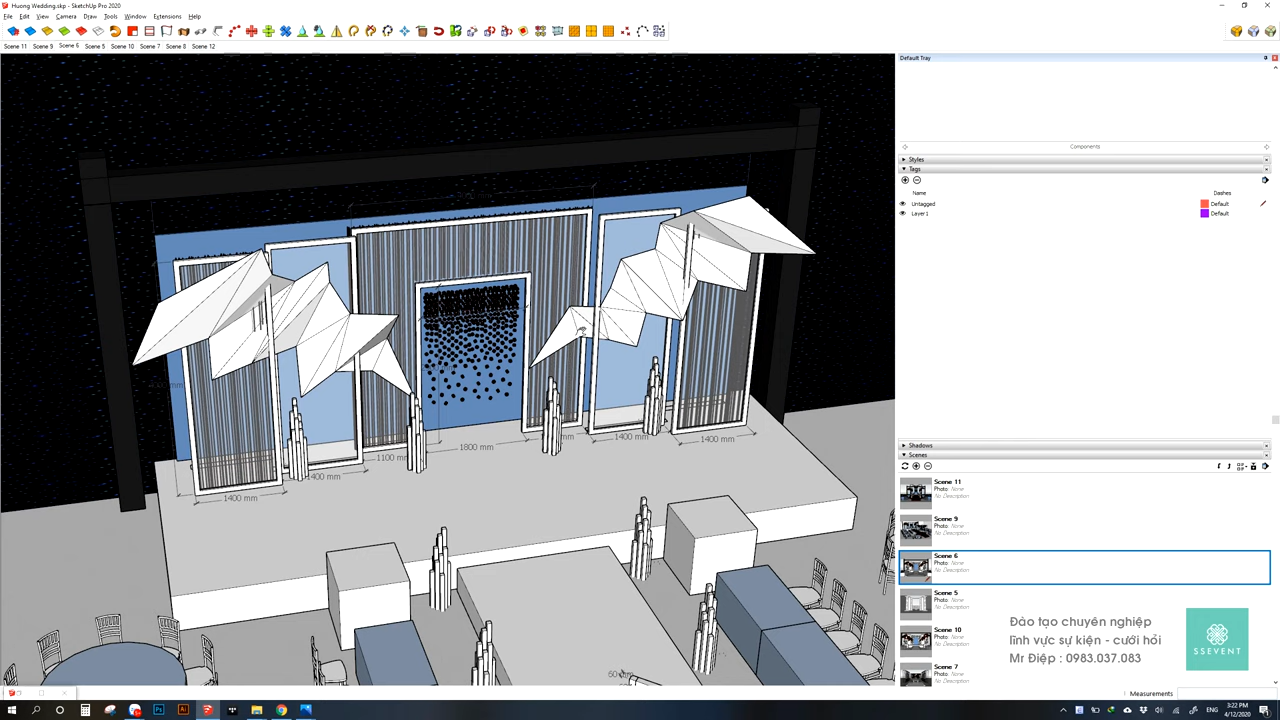 Huong Wedding.skp - SketchUp Pro 2020
File Edit View Camera Draw Tools Window Extensions Help
Scene 11 Scene 9 Scene 6 Scene 5 Scene 10 Scene 7 Scene 8 Scene 12
Default Tray
Components
Styles
Tags
Name Dashes
Untagged Default
Layer1 Default
1400 mm
1400 mm
1100 mm
1800 mm
1400 mm
1400 mm
Shadows
Scenes
Scene 11
Photo: None
No Description
Scene 9
Photo: None
No Description
Scene 6
Photo: None
No Description
Scene 5
Photo: None
No Description
Scene 10
Photo: None
No Description
Scene 7
Photo: None
No Description
Đào tạo chuyên nghiệp
lĩnh vực sự kiện - cưới hỏi
Mr Điệp : 0983.037.083
SSEVENT
Measurements
ENG
3:22 PM
4/12/2020